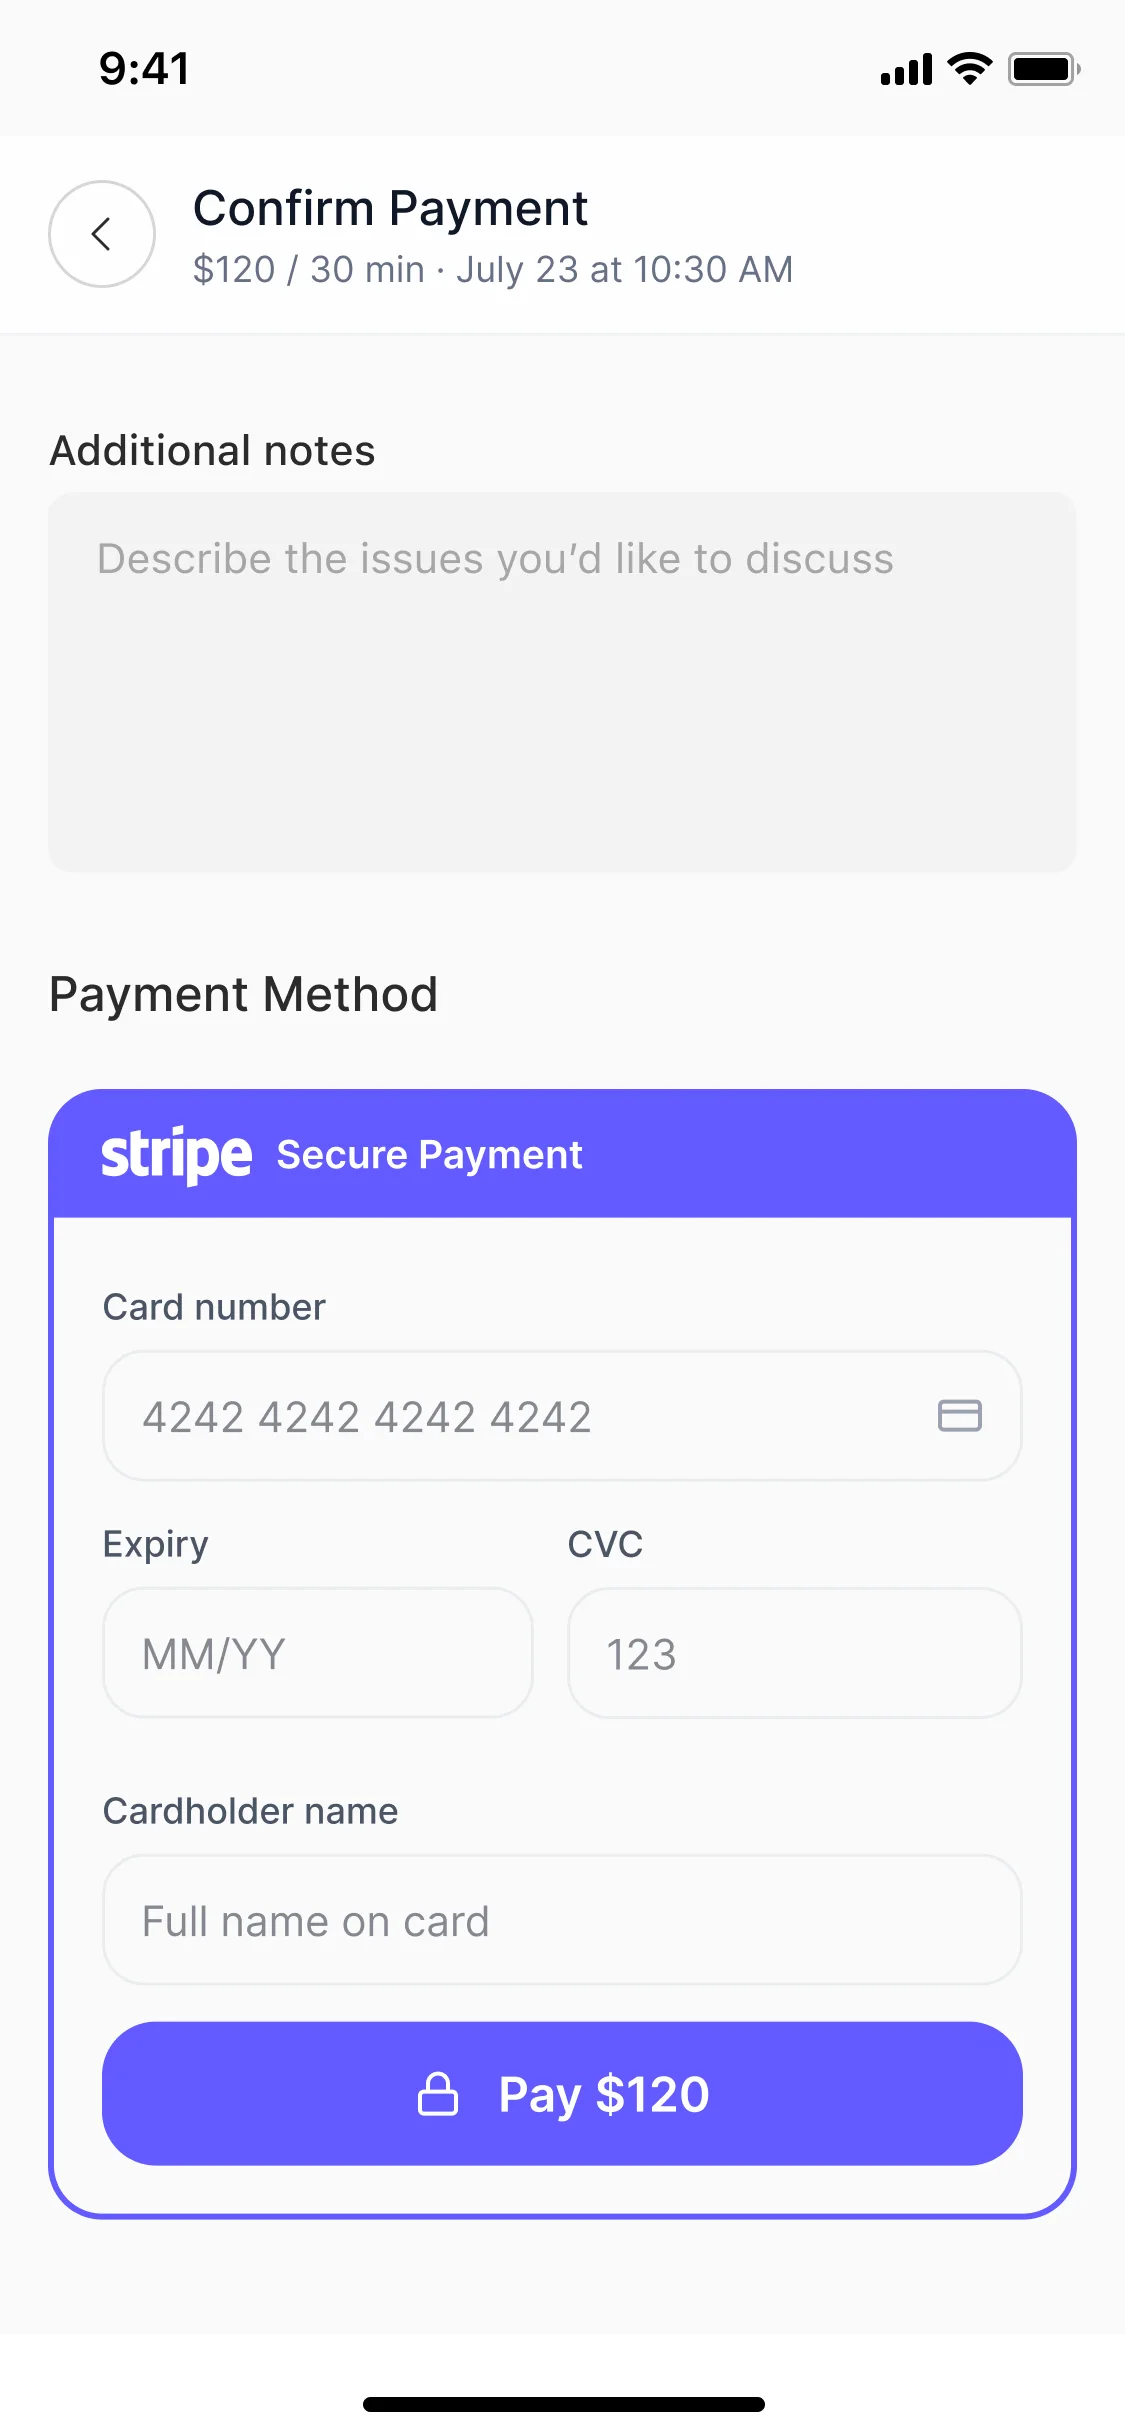 9:41
Confirm Payment
$120 / 30 min · July 23 at 10:30 AM
Additional notes
Describe the issues you’d like to discuss
Payment Method
stripe Secure Payment
Card number
4242 4242 4242 4242
Expiry CVC
MM/YY 123
Cardholder name
Full name on card
Pay $120